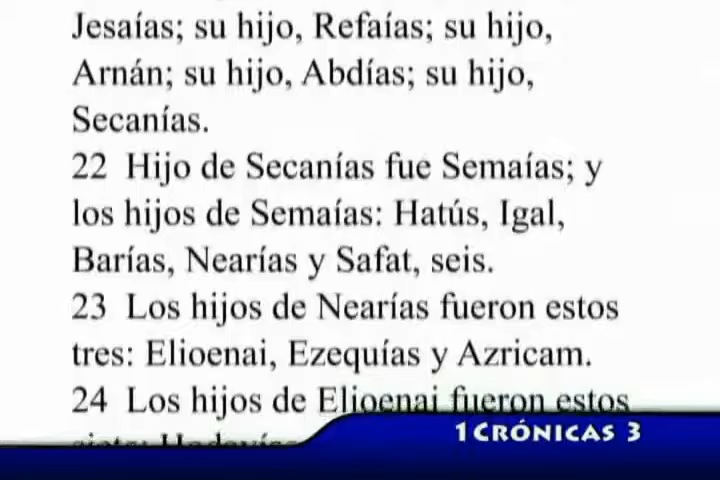 Jesaías; su hijo, Refaías; su hijo,
Arnán; su hijo, Abdías; su hijo,
Secanías.
22 Hijo de Secanías fue Semaías; y
los hijos de Semaías: Hatús, Igal,
Barías, Nearías y Safat, seis.
23 Los hijos de Nearías fueron estos
tres: Elioenai, Ezequías y Azricam.
24 Los hijos de Elioenai fueron estos
1CRÓNICAS 3